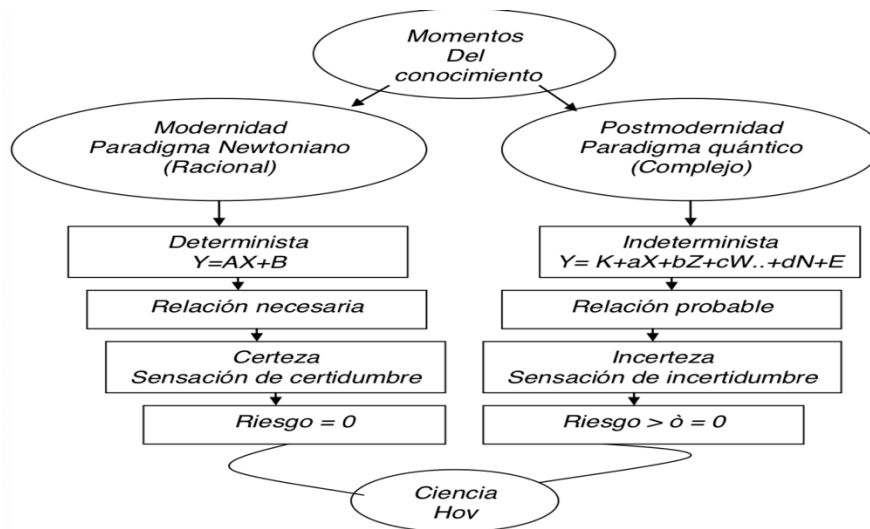 Momentos
Del
conocimiento
Modernidad
Paradigma Newtoniano
(Racional)
Postmodernidad
Paradigma quántico
(Complejo)
Determinista
Y=AX+B
Indeterminista
Y= K+aX+bZ+cW..+dN+E
Relación necesaria
Relación probable
Certeza
Sensación de certidumbre
Incerteza
Sensación de incertidumbre
Riesgo = 0
Riesgo > ò = 0
Ciencia
Hoy